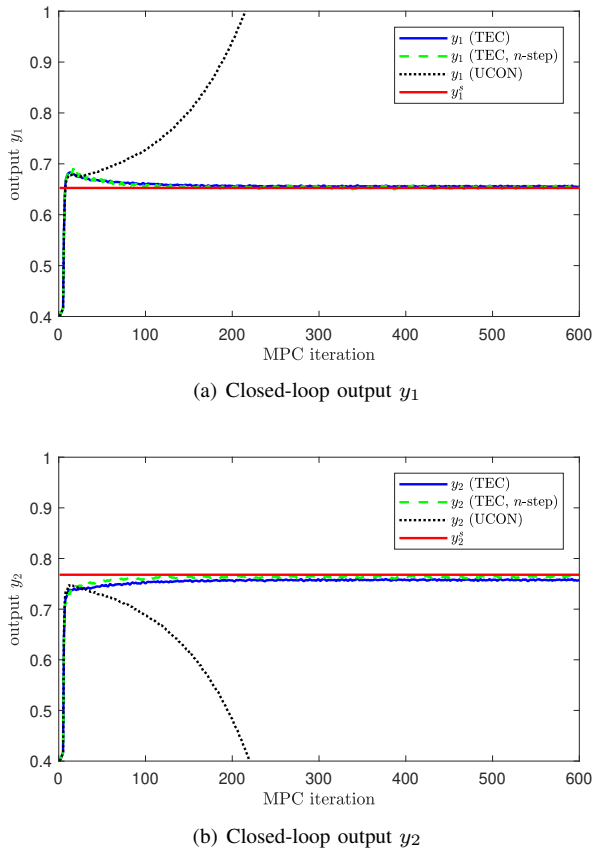 1
0.9
0.8
0.7
0.6
0.5
0.4
output y₁
y₁ (TEC)
y₁ (TEC, n-step)
y₁ (UCON)
y₁ˢ
0 100 200 300 400 500 600
MPC iteration
(a) Closed-loop output y₁
1
0.9
0.8
0.7
0.6
0.5
0.4
output y₂
y₂ (TEC)
y₂ (TEC, n-step)
y₂ (UCON)
y₂ˢ
0 100 200 300 400 500 600
MPC iteration
(b) Closed-loop output y₂